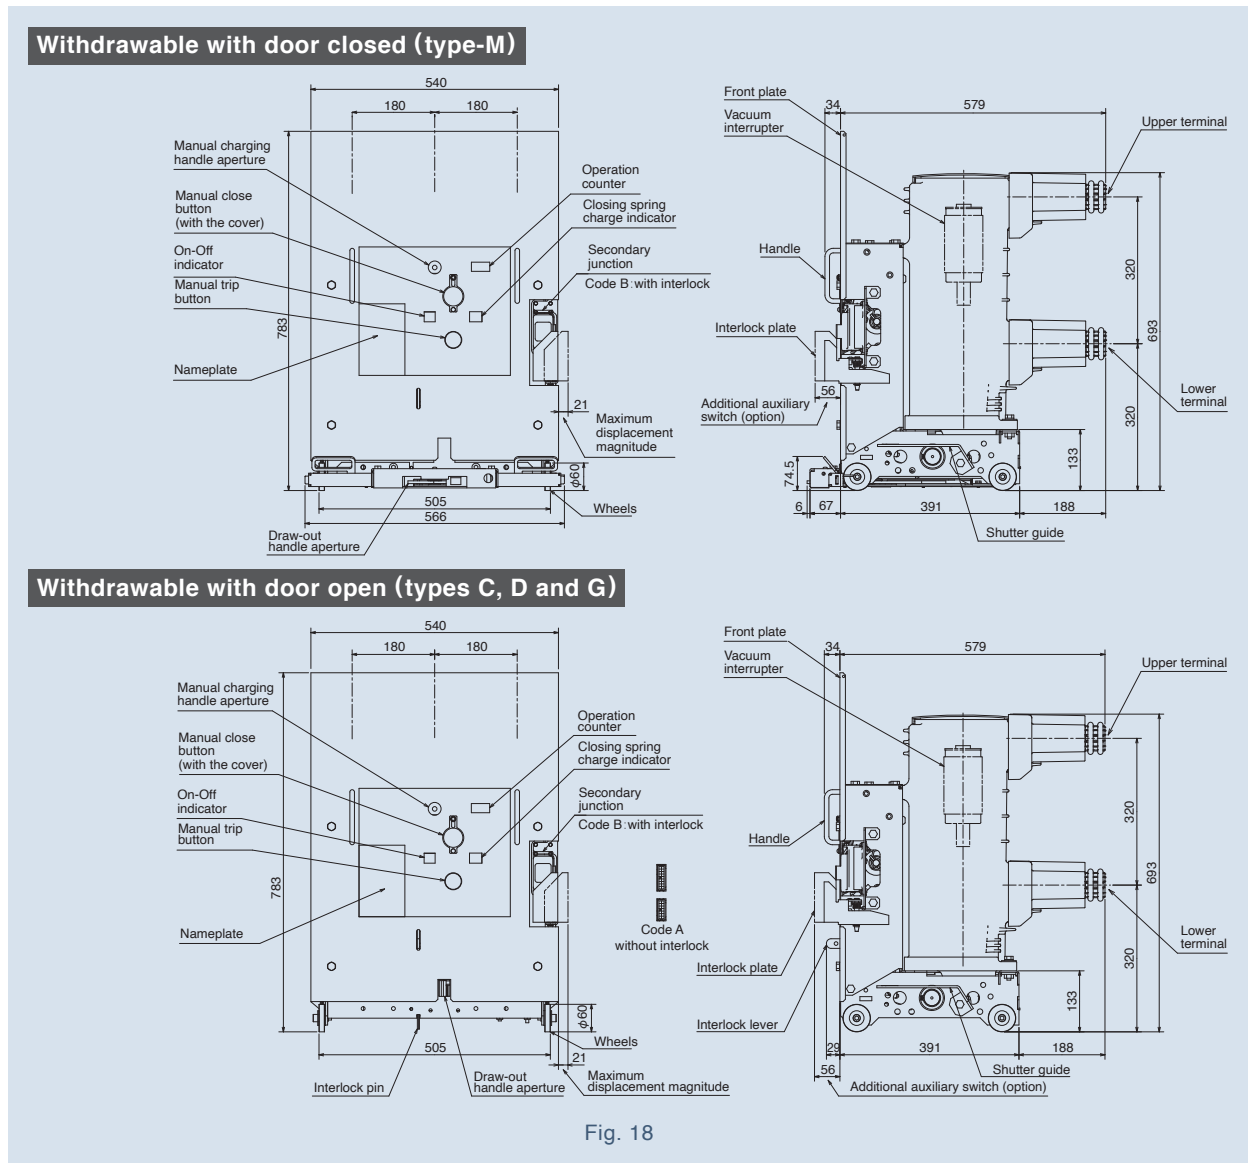 Withdrawable with door closed (type-M)
540
180
180
Manual charging
handle aperture
Manual close
button
(with the cover)
On-Off
indicator
Manual trip
button
783
Nameplate
Operation
counter
Closing spring
charge indicator
Secondary
junction
Code B:with interlock
21
Maximum
displacement
magnitude
φ60
505
566
Wheels
Draw-out
handle aperture
Front plate
Vacuum
interrupter
34
579
Upper terminal
Handle
Interlock plate
56
Additional auxiliary
switch (option)
320
693
320
Lower
terminal
133
74.5
6
67
391
188
Shutter guide
Withdrawable with door open (types C, D and G)
540
180
180
Manual charging
handle aperture
Manual close
button
(with the cover)
On-Off
indicator
Manual trip
button
783
Nameplate
Operation
counter
Closing spring
charge indicator
Secondary
junction
Code B:with interlock
Code A
without interlock
φ60
505
Wheels
21
Interlock pin
Draw-out
handle aperture
Maximum
displacement magnitude
Front plate
Vacuum
interrupter
34
579
Upper terminal
Handle
Interlock plate
Interlock lever
320
693
320
Lower
terminal
133
29
391
188
56
Shutter guide
Additional auxiliary switch (option)
Fig. 18